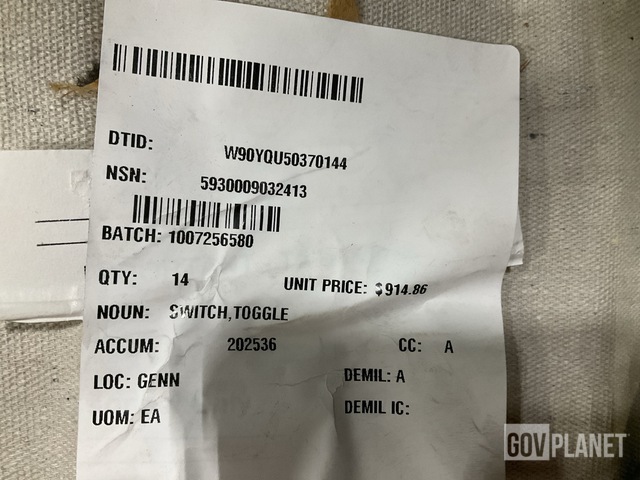 DTID: W90YQU50370144
NSN: 5930009032413
BATCH: 1007256580
QTY: 14 UNIT PRICE: $914.86
NOUN: SWITCH,TOGGLE
ACCUM: 202536 CC: A
LOC: GENN DEMIL: A
UOM: EA DEMIL IC:
GOVPLANET